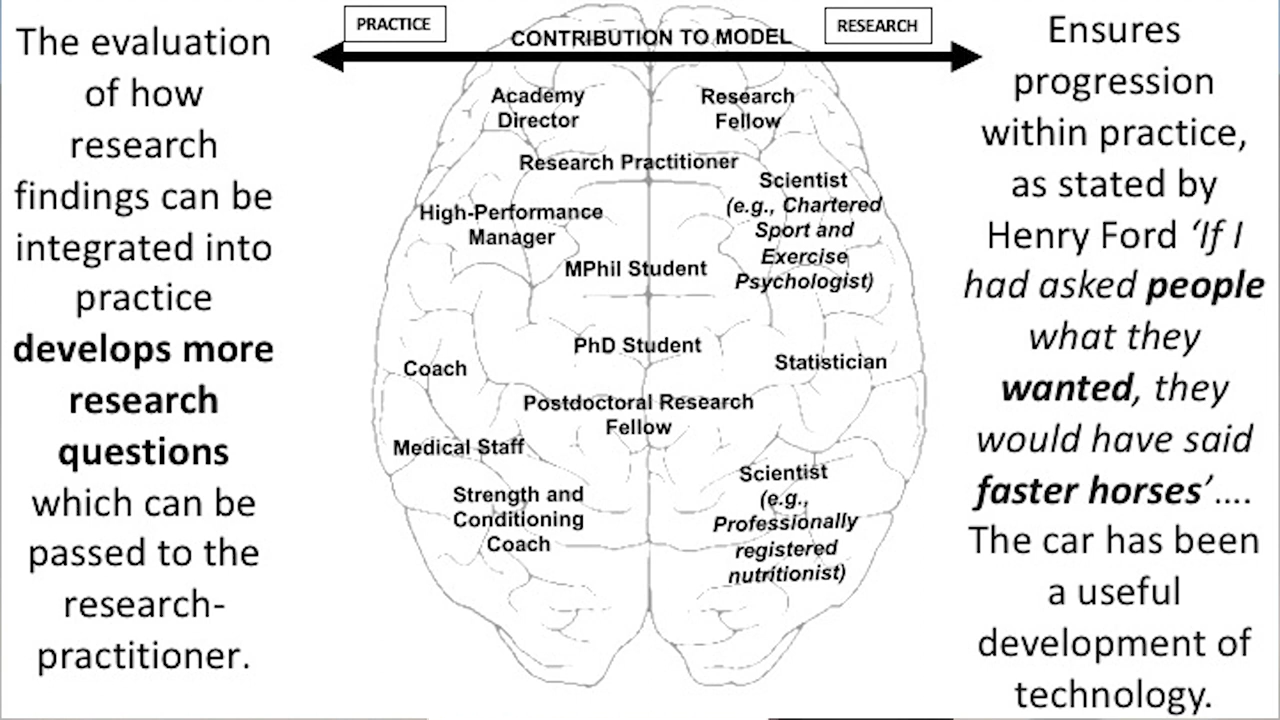 The evaluation
of how
research
findings can be
integrated into
practice
develops more
research
questions
which can be
passed to the
research-
practitioner.
PRACTICE
RESEARCH
CONTRIBUTION TO MODEL
Academy
Director
Research
Fellow
Research Practitioner
High-Performance
Manager
Scientist
(e.g., Chartered
Sport and
Exercise
Psychologist)
MPhil Student
PhD Student
Coach
Statistician
Postdoctoral Research
Fellow
Medical Staff
Strength and
Conditioning
Coach
Scientist
(e.g.,
Professionally
registered
nutritionist)
Ensures
progression
within practice,
as stated by
Henry Ford ‘If I
had asked people
what they
wanted, they
would have said
faster horses’....
The car has been
a useful
development of
technology.